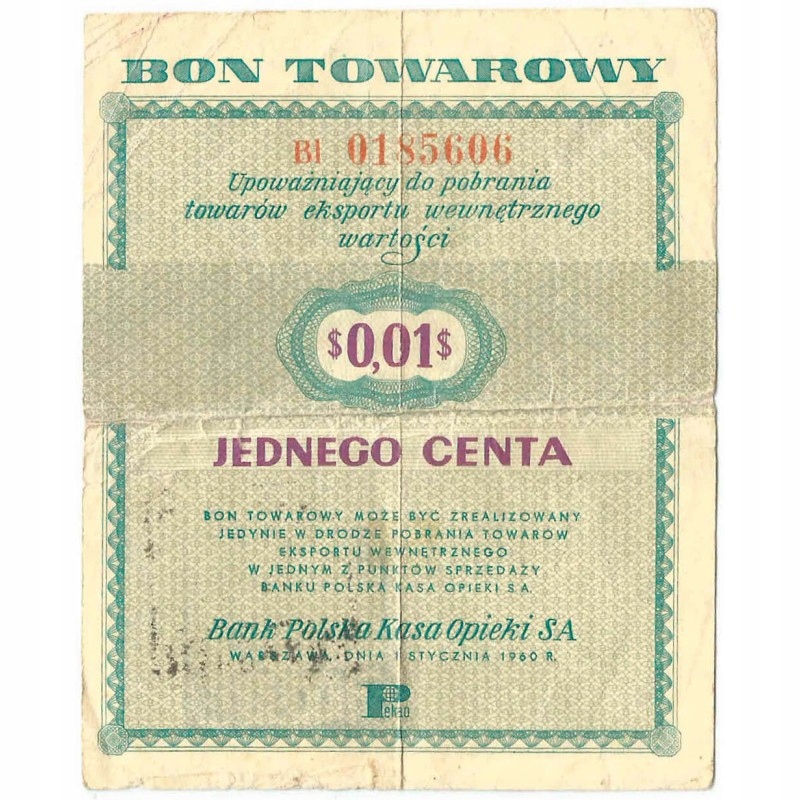 BON TOWAROWY
Bl 0185606
Upoważniający do pobrania
towarów eksportu wewnętrznego
wartości
$0,01$
JEDNEGO CENTA
BON TOWAROWY MOŻE BYĆ ZREALIZOWANY
JEDYNIE W DRODZE POBRANIA TOWARÓW
EKSPORTU WEWNĘTRZNEGO
W JEDNYM Z PUNKTÓW SPRZEDAŻY
BANKU POLSKA KASA OPIEKI S.A.
Bank Polska Kasa Opieki SA
WARSZAWA, DNIA 1 STYCZNIA 1960 R.
Pekao